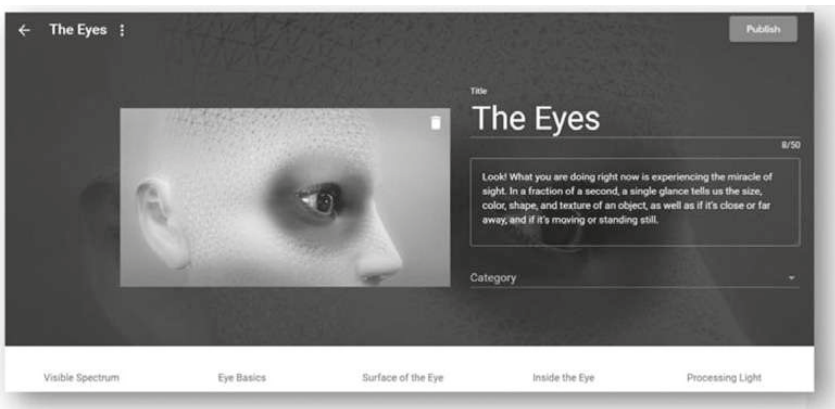 ← The Eyes ⋮
Publish
Title
The Eyes
8/50
Look! What you are doing right now is experiencing the miracle of
sight. In a fraction of a second, a single glance tells us the size,
color, shape, and texture of an object, as well as if it's close or far
away, and if it's moving or standing still.
Category
Visible Spectrum
Eye Basics
Surface of the Eye
Inside the Eye
Processing Light